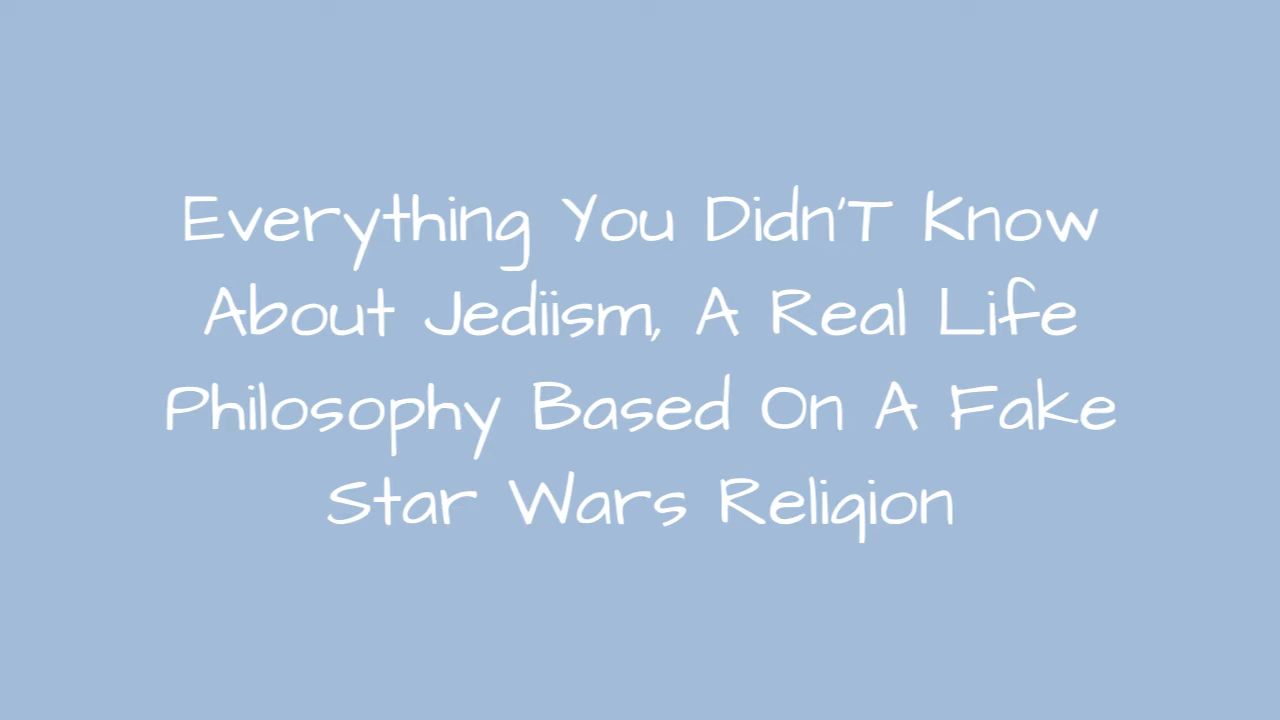 Everything You Didn'T Know
About Jediism, A Real Life
Philosophy Based On A Fake
Star Wars Religion